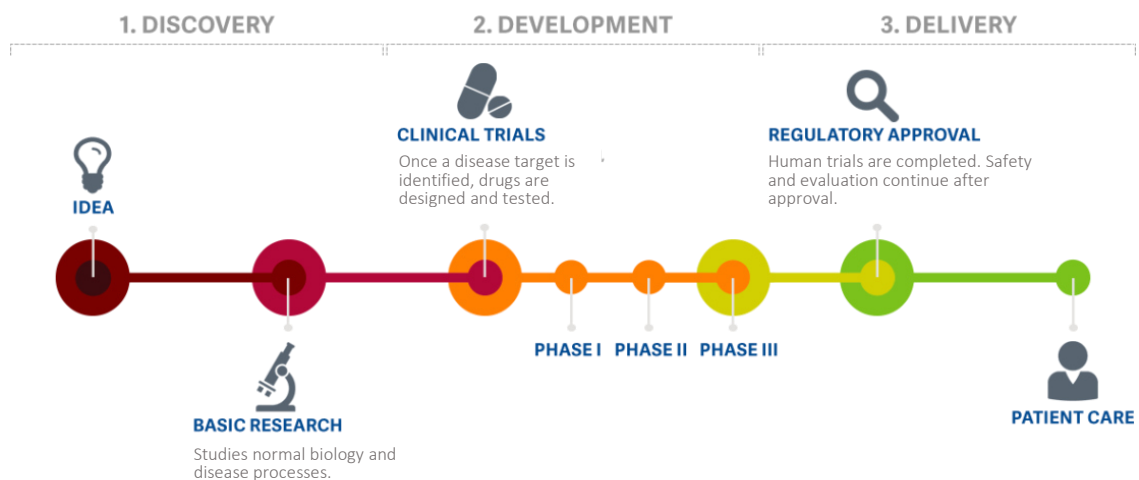 1. DISCOVERY
2. DEVELOPMENT
3. DELIVERY
IDEA
BASIC RESEARCH
Studies normal biology and
disease processes.
CLINICAL TRIALS
Once a disease target is
identified, drugs are
designed and tested.
PHASE I
PHASE II
PHASE III
REGULATORY APPROVAL
Human trials are completed. Safety
and evaluation continue after
approval.
PATIENT CARE